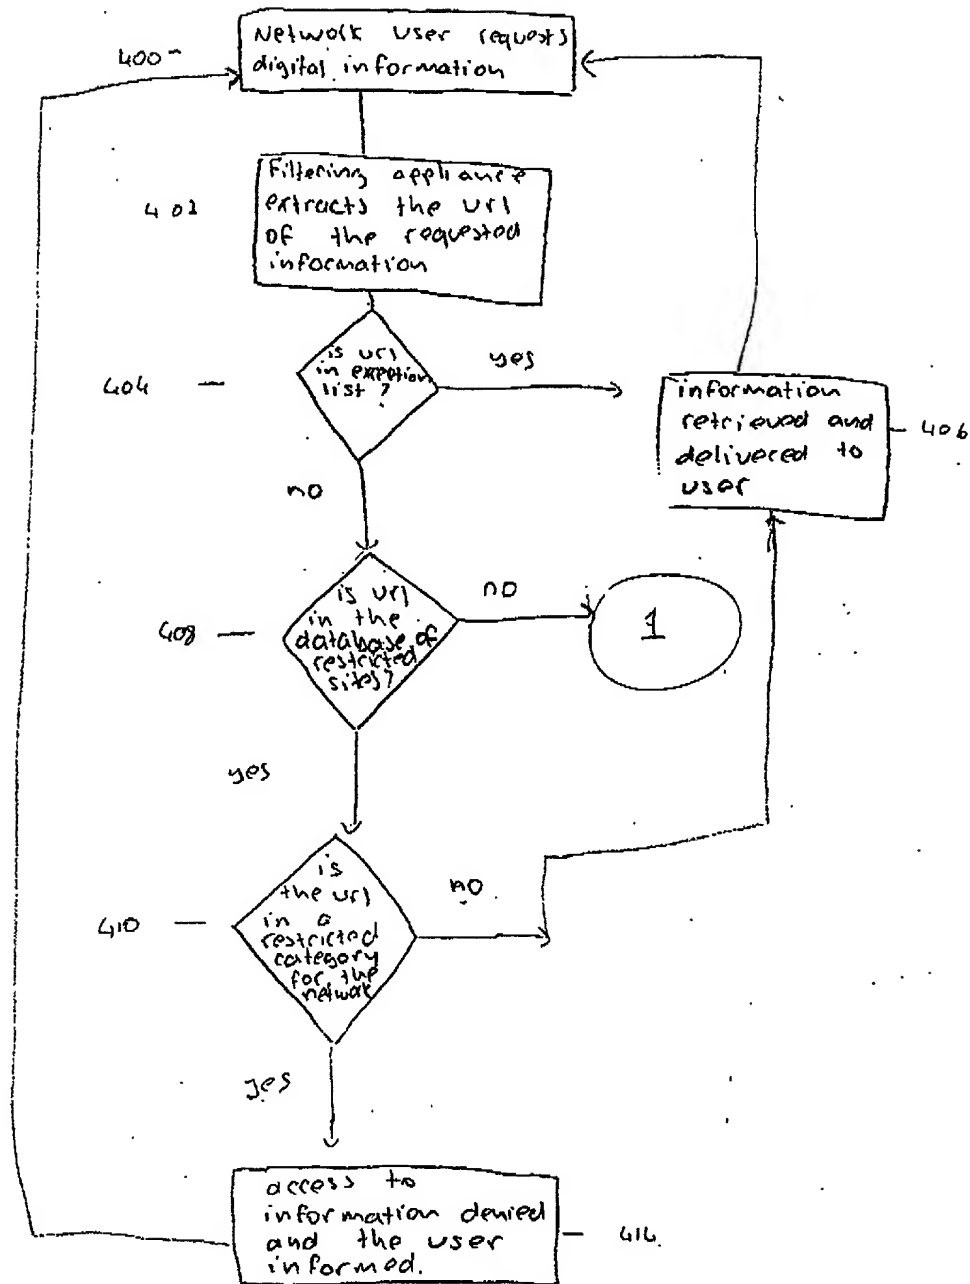 Network user requests
digital information
400
Filtering appliance
extracts the url
of the requested
information
402
is url
in exeption
list?
yes
404
information
retrieved and
delivered to
user
406
no
is url
in the
database of
restricted
sites?
no
1
408
yes
is
the url
in a
restricted
category
for the
network
no
410
yes
access to
information denied
and the user
informed.
414.